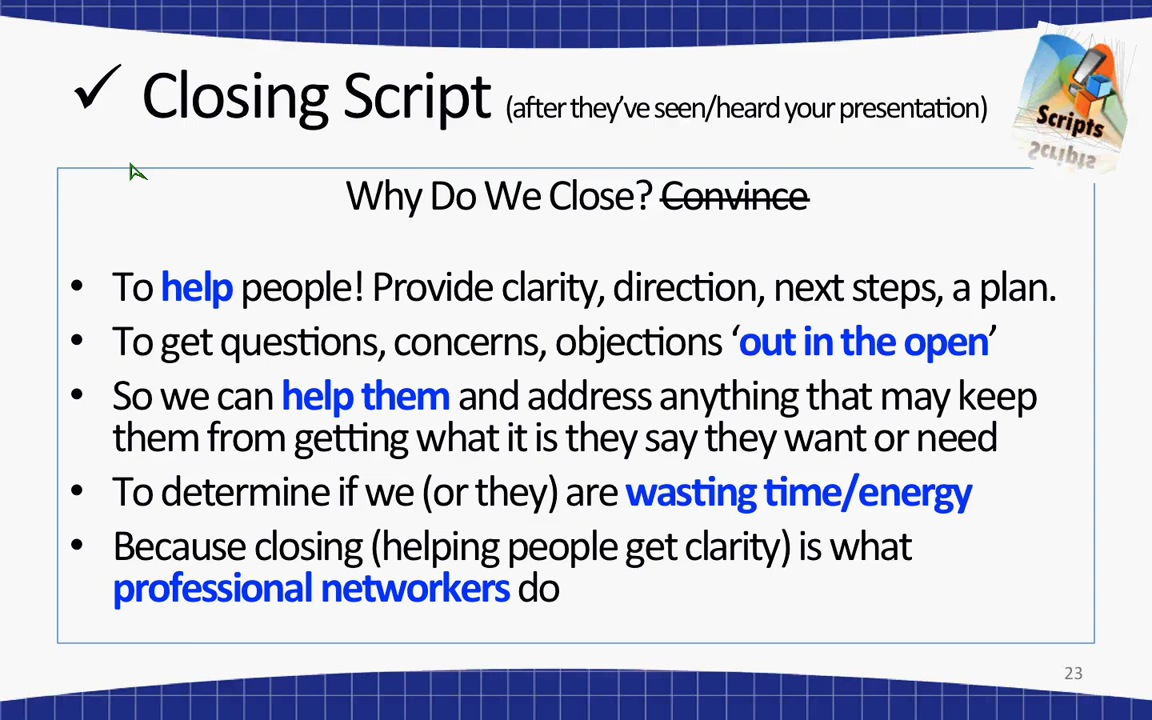 ✓ Closing Script (after they've seen/heard your presentation)
Scripts
Why Do We Close? Convince
• To help people! Provide clarity, direction, next steps, a plan.
• To get questions, concerns, objections ‘out in the open’
• So we can help them and address anything that may keep
them from getting what it is they say they want or need
• To determine if we (or they) are wasting time/energy
• Because closing (helping people get clarity) is what
professional networkers do
23